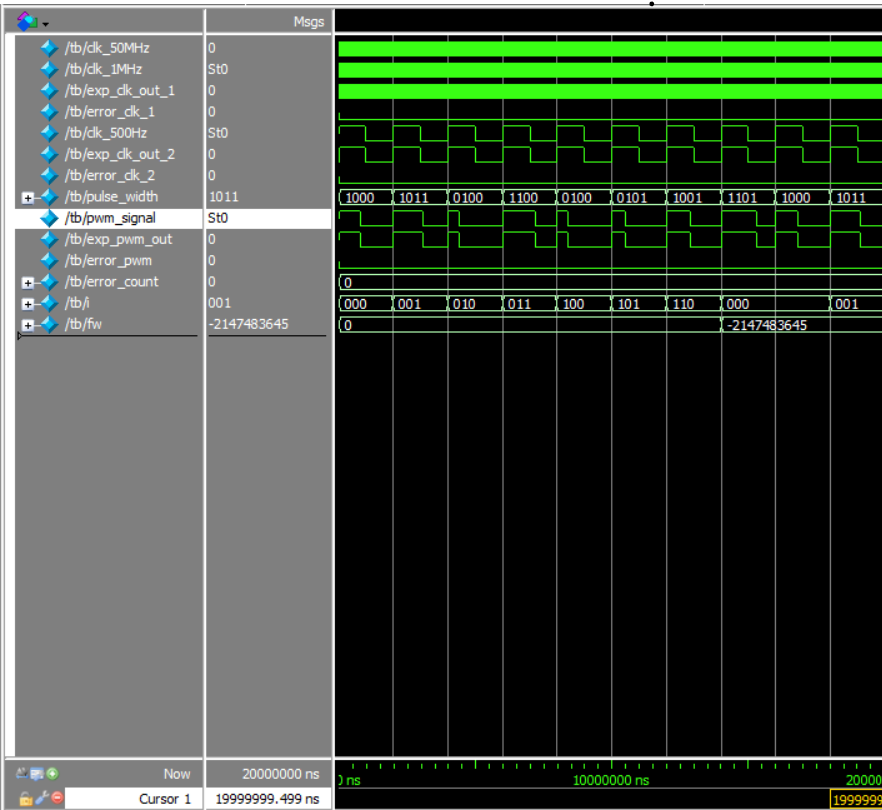 Msgs
/tb/clk_50MHz 0
/tb/clk_1MHz St0
/tb/exp_clk_out_1 0
/tb/error_clk_1 0
/tb/clk_500Hz St0
/tb/exp_clk_out_2 0
/tb/error_clk_2 0
/tb/pulse_width 1011 1000 1011 0100 1100 0100 0101 1001 1101 1000 1011
/tb/pwm_signal St0
/tb/exp_pwm_out 0
/tb/error_pwm 0
/tb/error_count 0 0
/tb/i 001 000 001 010 011 100 101 110 000 001
/tb/fw -2147483645 0 -2147483645
Now 20000000 ns 0 ns 10000000 ns 20000
Cursor 1 19999999.499 ns 1999999